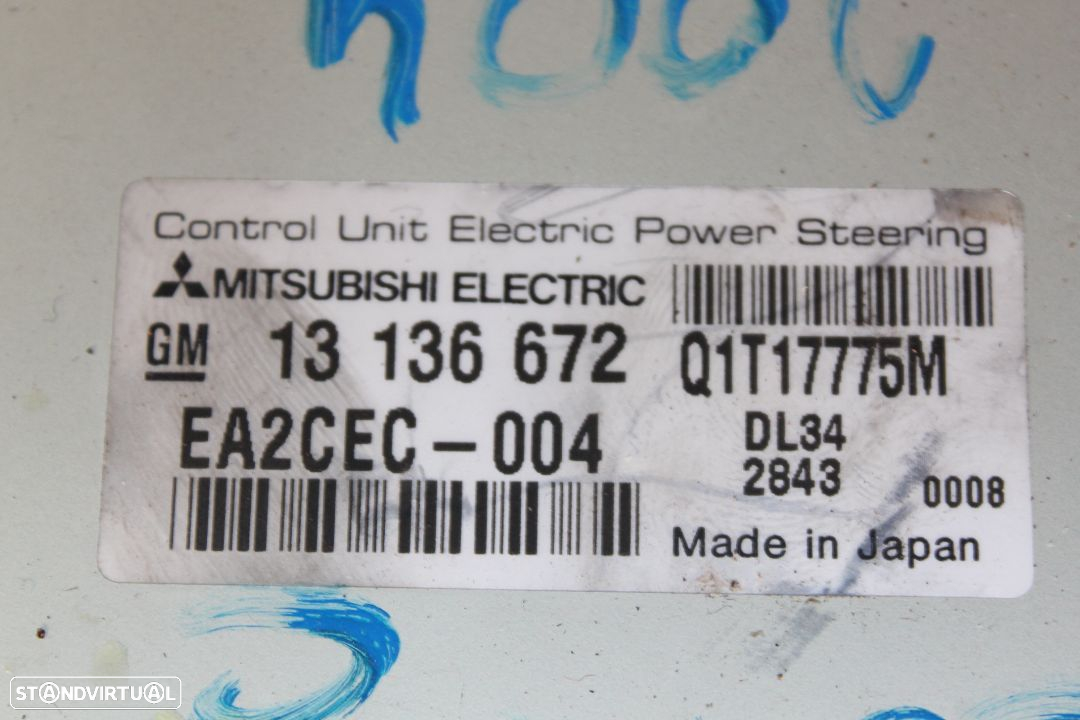 Control Unit Electric Power Steering
MITSUBISHI ELECTRIC
GM 13 136 672 Q1T17775M
EA2CEC-004 DL34
2843 0008
Made in Japan
STANDVIRTUAL